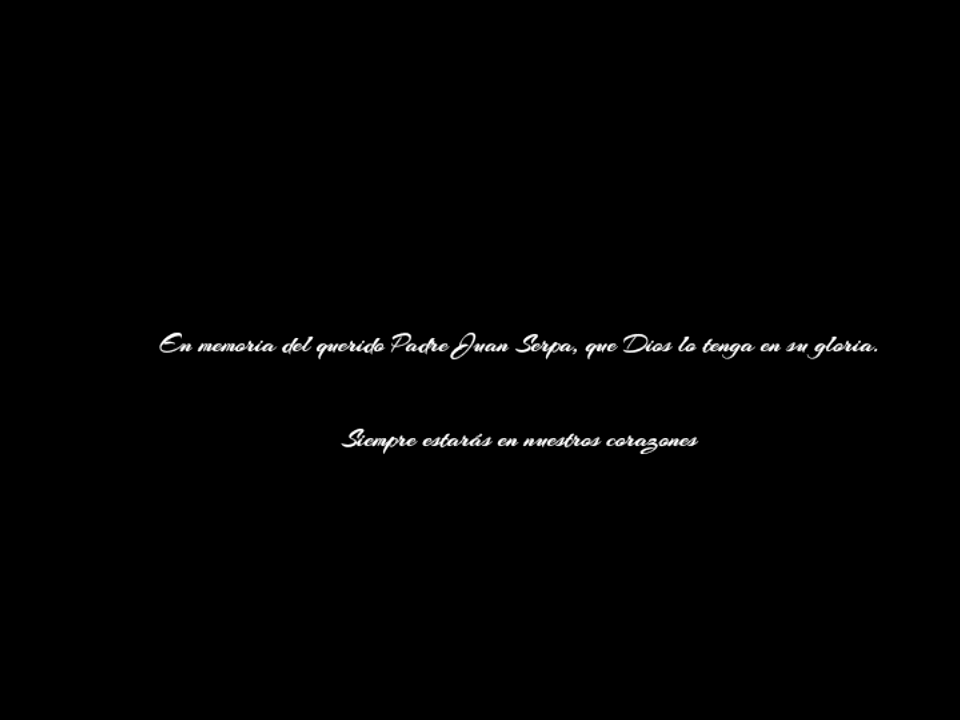 En memoria del querido Padre Juan Serpa, que Dios lo tenga en su gloria.
Siempre estarás en nuestros corazones